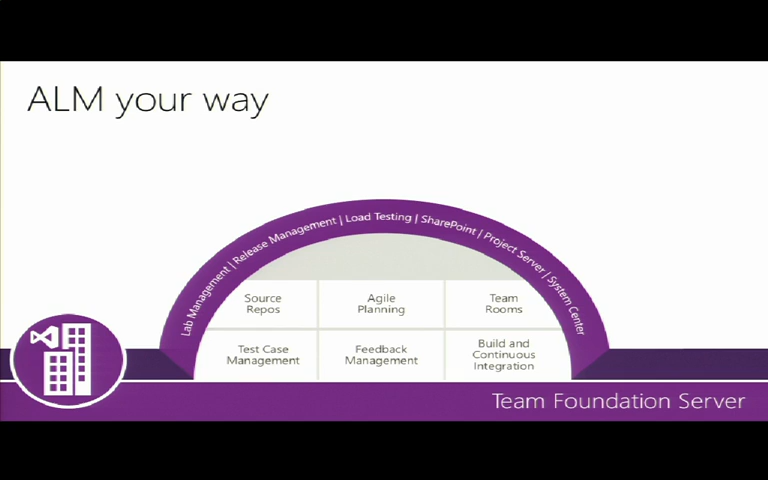 ALM your way
Lab Management | Release Management | Load Testing | SharePoint | Project Server | System Center
Source
Repos
Agile
Planning
Team
Rooms
Test Case
Management
Feedback
Management
Build and
Continuous
Integration
Team Foundation Server